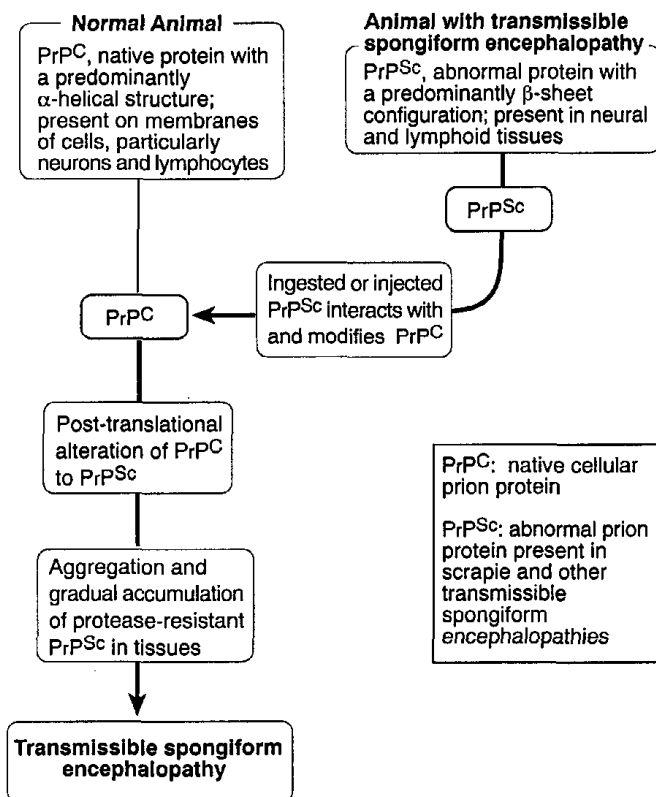 Normal Animal
PrPC, native protein with
a predominantly
α-helical structure;
present on membranes
of cells, particularly
neurons and lymphocytes
Animal with transmissible
spongiform encephalopathy
PrPSc, abnormal protein with
a predominantly β-sheet
configuration; present in neural
and lymphoid tissues
PrPSc
Ingested or injected
PrPSc interacts with
and modifies PrPC
PrPC
Post-translational
alteration of PrPC
to PrPSc
Aggregation and
gradual accumulation
of protease-resistant
PrPSc in tissues
Transmissible spongiform
encephalopathy
PrPC: native cellular
prion protein
PrPSc: abnormal prion
protein present in
scrapie and other
transmissible
spongiform
encephalopathies